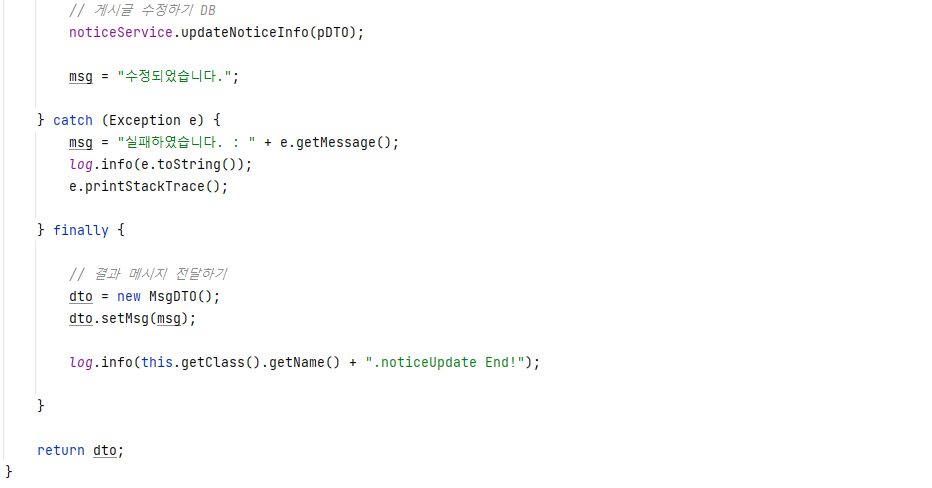 // 게시글 수정하기 DB
noticeService.updateNoticeInfo(pDTO);
msg = "수정되었습니다.";
} catch (Exception e) {
msg = "실패하였습니다. : " + e.getMessage();
log.info(e.toString());
e.printStackTrace();
} finally {
// 결과 메시지 전달하기
dto = new MsgDTO();
dto.setMsg(msg);
log.info(this.getClass().getName() + ".noticeUpdate End!");
}
return dto;
}